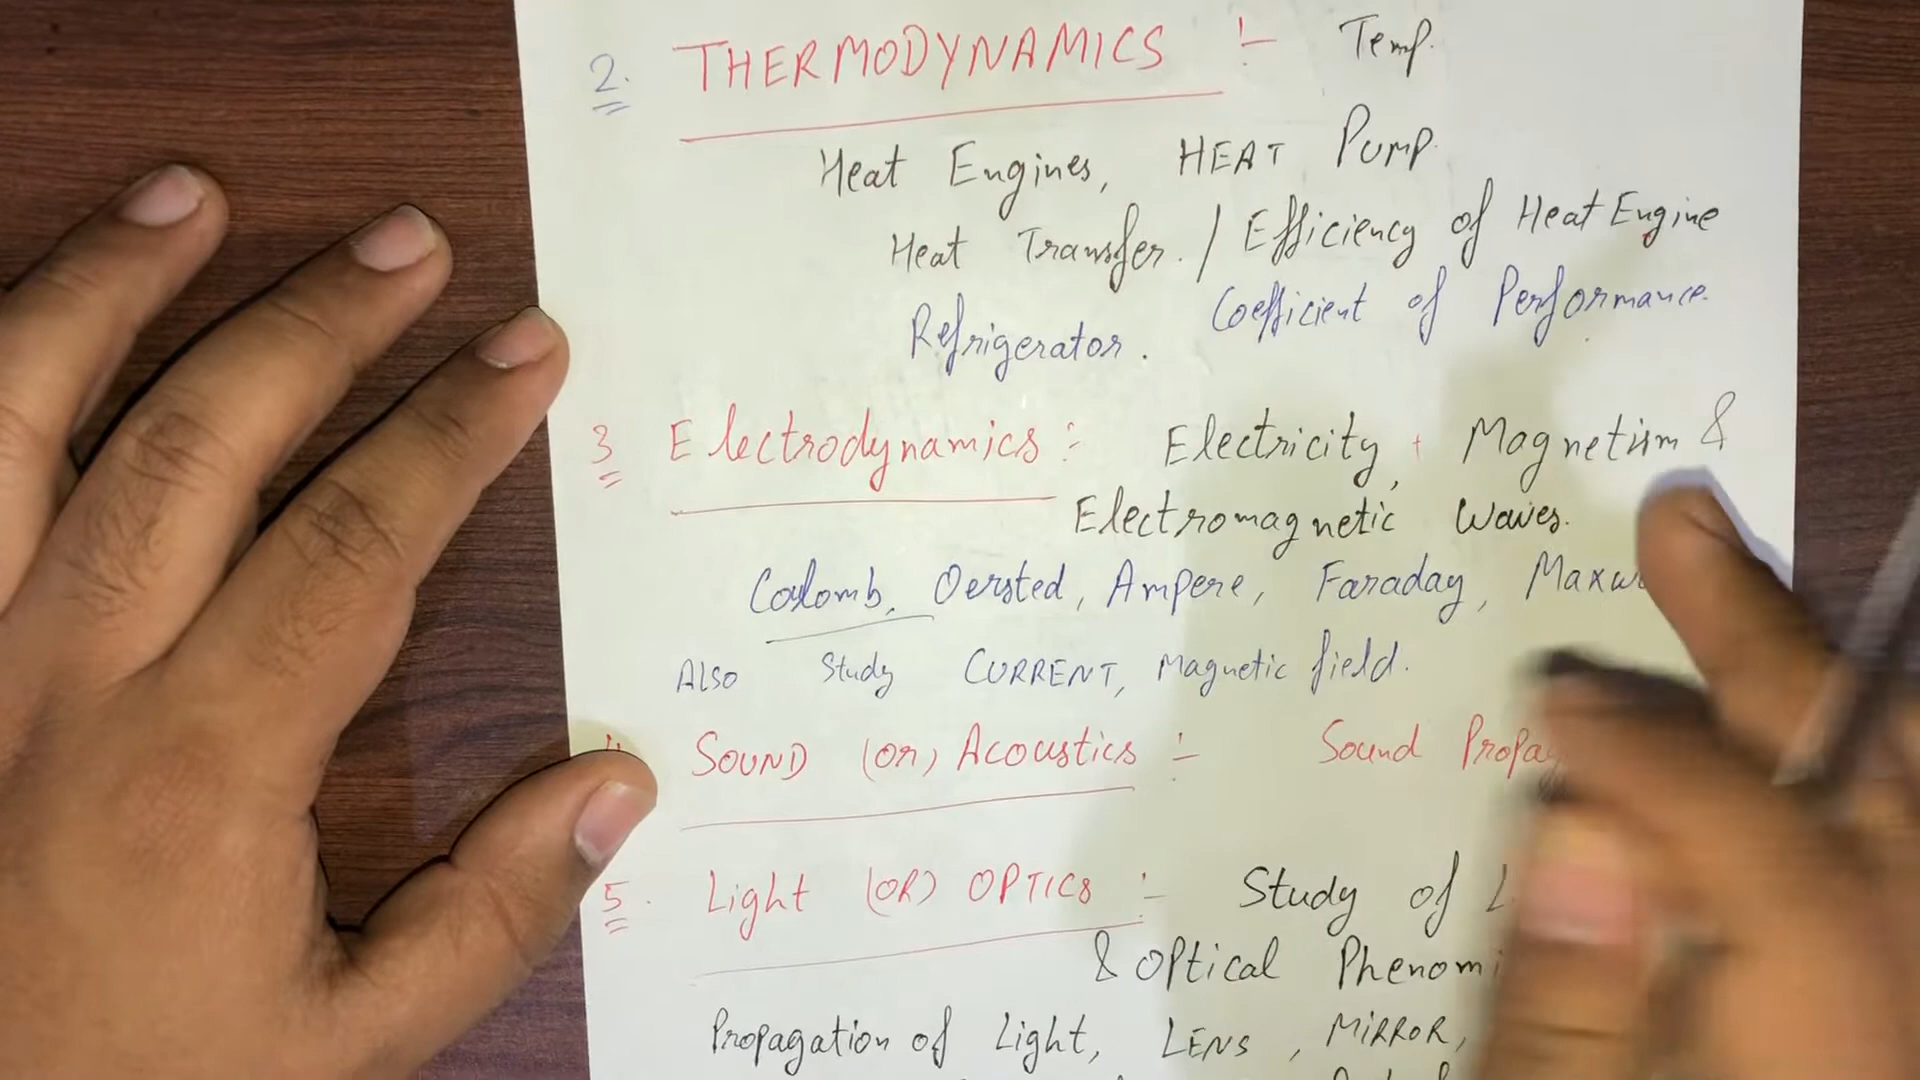 2. THERMODYNAMICS :- Temp.
Heat Engines, HEAT PUMP.
Heat Transfer. / Efficiency of Heat Engine
Refrigerator. Coefficient of Performance.
3 Electrodynamics :- Electricity, + Magnetism &
Electromagnetic Waves.
Coulomb, Oersted, Ampere, Faraday,
ALSO Study CURRENT, Magnetic field.
SOUND (or) Acoustics :- Sound
5. Light (OR) OPTICS :- Study of
& Optical
Propagation of Light, LENS, MIRROR,